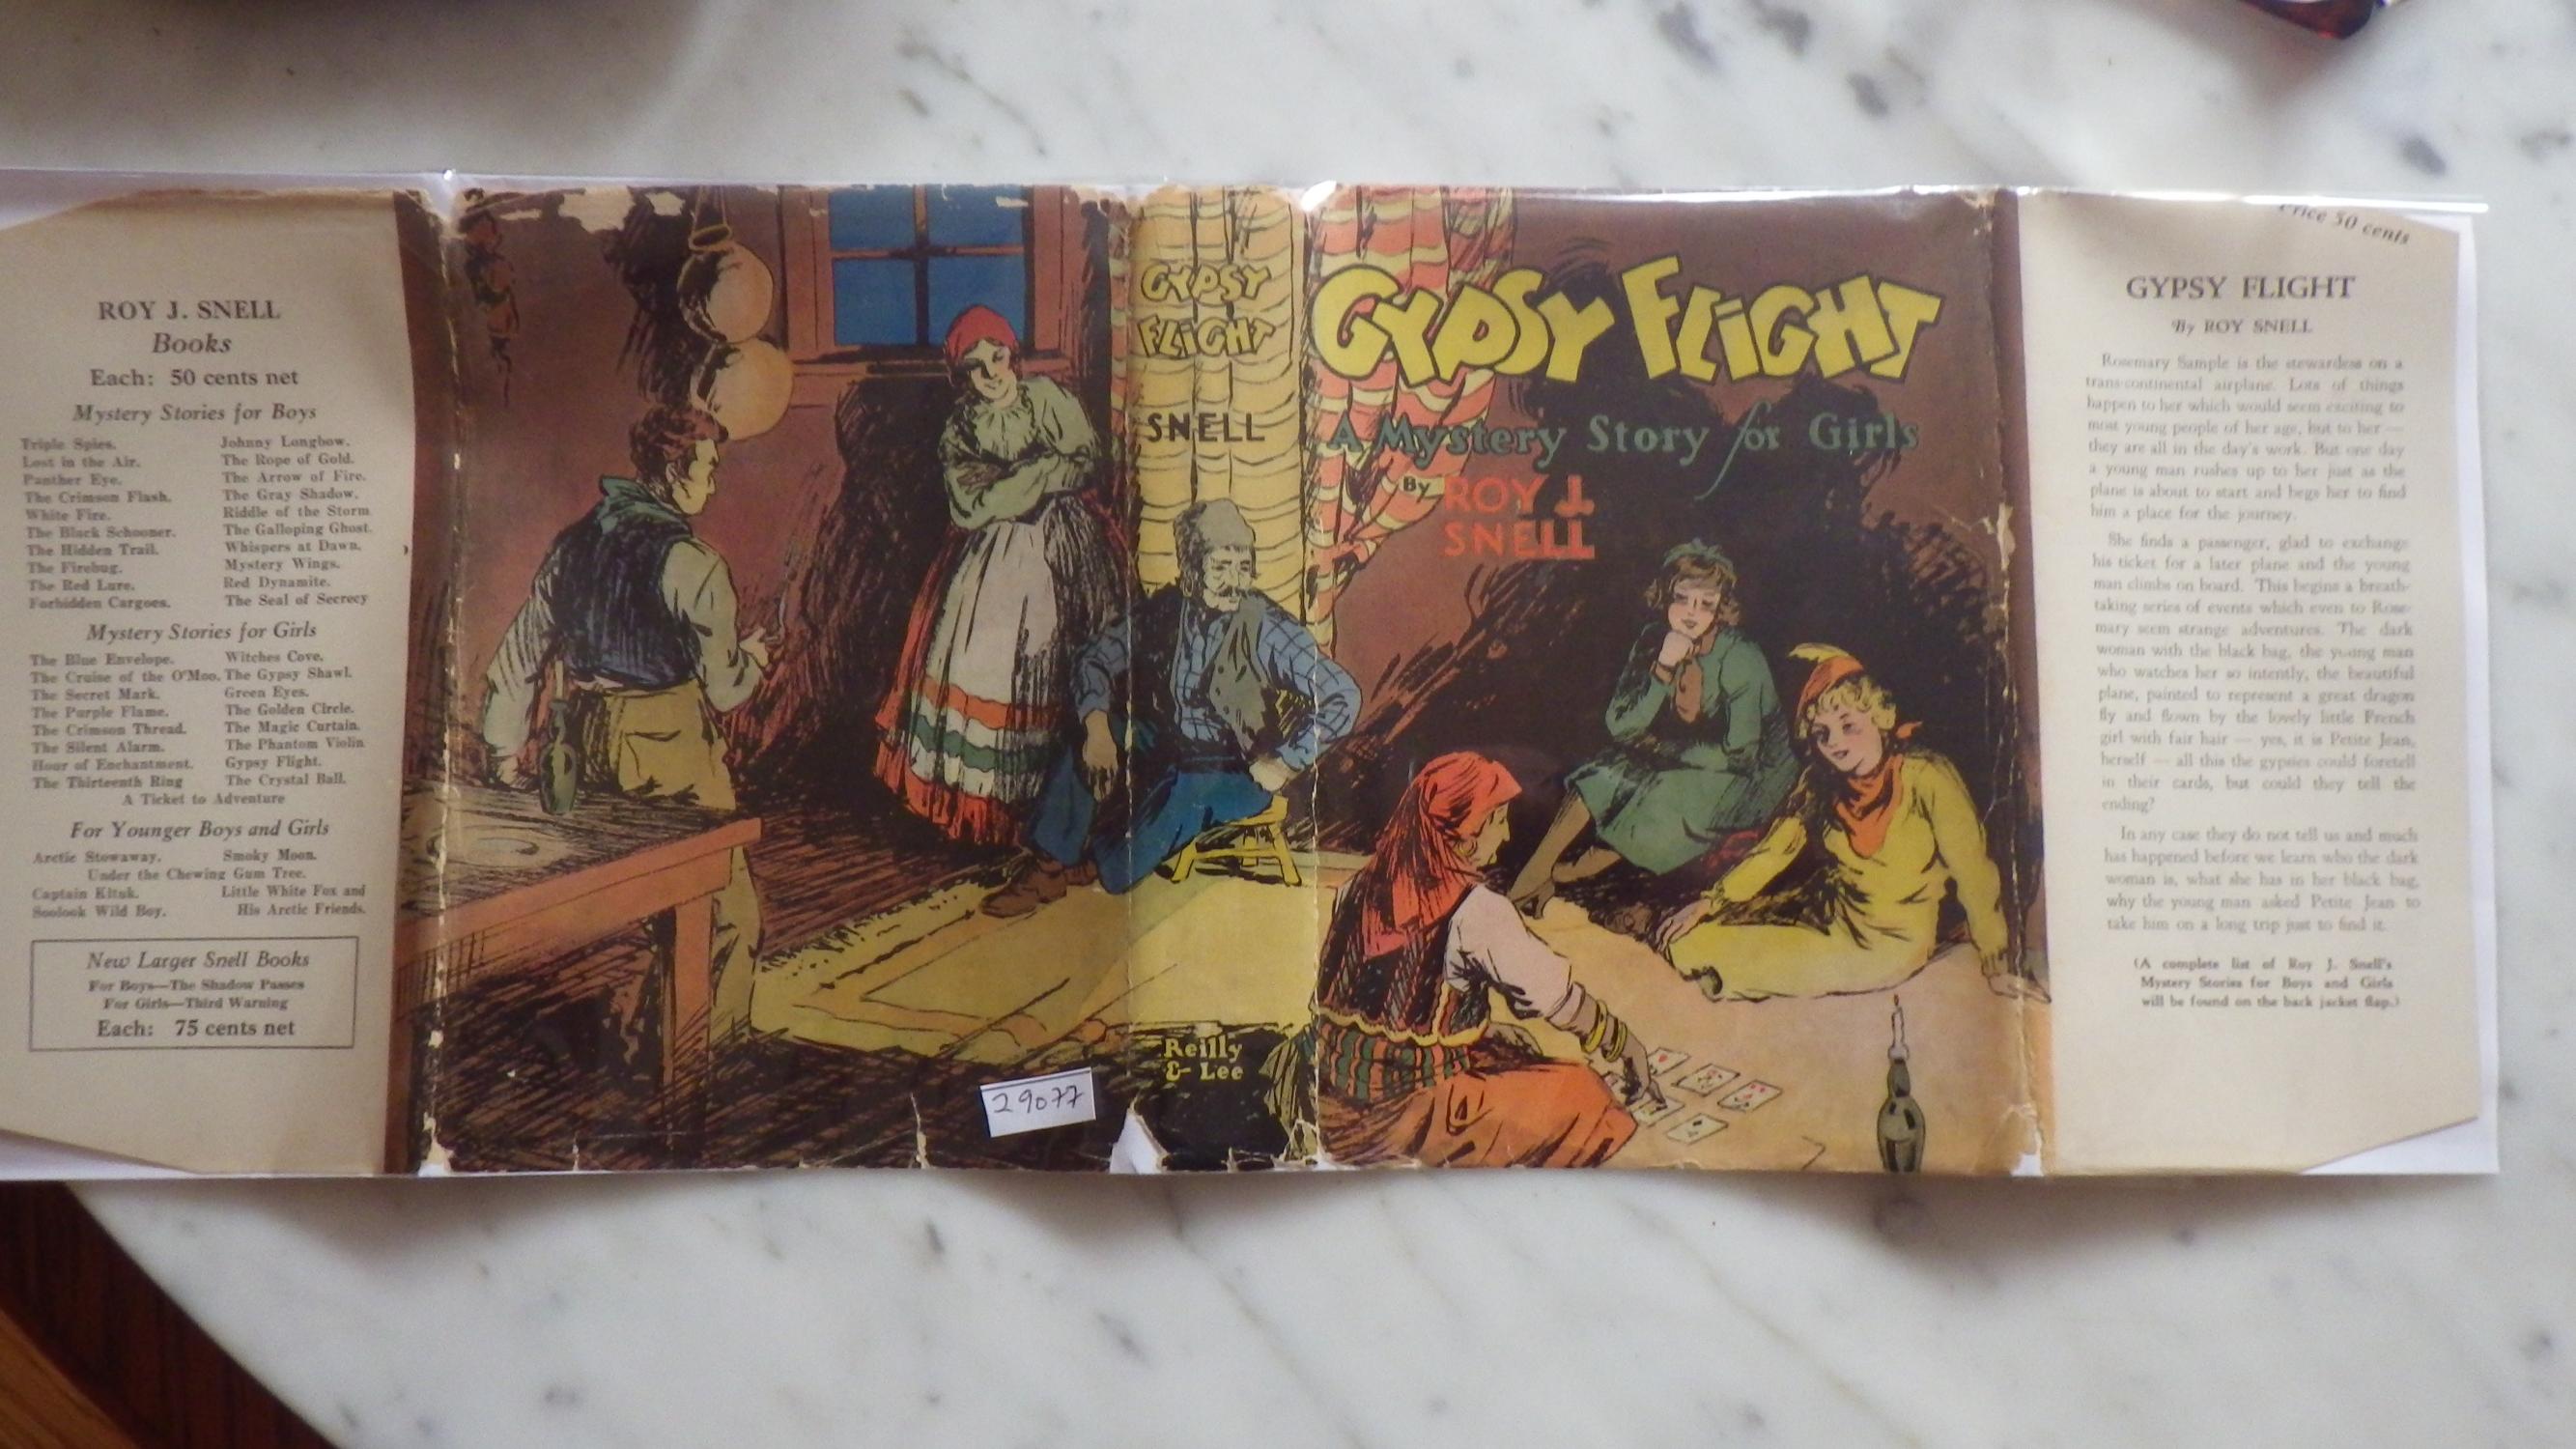 ROY J. SNELL
Books
Each: 50 cents net
Mystery Stories for Boys
Triple Spies.
Lost in the Air.
Panther Eye.
The Crimson Flash.
White Fire.
The Black Schooner.
The Hidden Trail.
The Firebug.
The Red Lure.
Forbidden Cargoes.
Johnny Longbow.
The Rope of Gold.
The Arrow of Fire.
The Gray Shadow.
Riddle of the Storm
The Galloping Ghost.
Whispers at Dawn.
Mystery Wings.
Red Dynamite.
The Seal of Secrecy
Mystery Stories for Girls
The Blue Envelope.
The Cruise of the O'Moo.
The Secret Mark.
The Purple Flame.
The Crimson Thread.
The Silent Alarm.
Hour of Enchantment.
The Thirteenth Ring
Witches Cove.
The Gypsy Shawl.
Green Eyes.
The Golden Circle.
The Magic Curtain.
The Phantom Violin
Gypsy Flight.
The Crystal Ball.
A Ticket to Adventure
For Younger Boys and Girls
Arctic Stowaway. Smoky Moon.
Under the Chewing Gum Tree.
Captain Kituk. Little White Fox and
Soolook Wild Boy. His Arctic Friends.
New Larger Snell Books
For Boys—The Shadow Passes
For Girls—Third Warning
Each: 75 cents net
29077
GYPSY
FLIGHT
SNELL
Reilly
& Lee
GYPSY FLIGHT
A Mystery Story for Girls
By ROY J.
SNELL
Price 50 cents
GYPSY FLIGHT
By ROY SNELL
Rosemary Sample is the stewardess on a
trans-continental airplane. Lots of things
happen to her which would seem exciting to
most young people of her age, but to her —
they are all in the day's work. But one day
a young man rushes up to her just as the
plane is about to start and begs her to find
him a place for the journey.
She finds a passenger, glad to exchange
his ticket for a later plane and the young
man climbs on board. This begins a breath-
taking series of events which even to Rose-
mary seem strange adventures. The dark
woman with the black bag, the young man
who watches her so intently, the beautiful
plane, painted to represent a great dragon
fly and flown by the lovely little French
girl with fair hair — yes, it is Petite Jean,
herself — all this the gypsies could foretell
in their cards, but could they tell the
ending?
In any case they do not tell us and much
has happened before we learn who the dark
woman is, what she has in her black bag,
why the young man asked Petite Jean to
take him on a long trip just to find it.
(A complete list of Roy J. Snell's
Mystery Stories for Boys and Girls
will be found on the back jacket flap.)